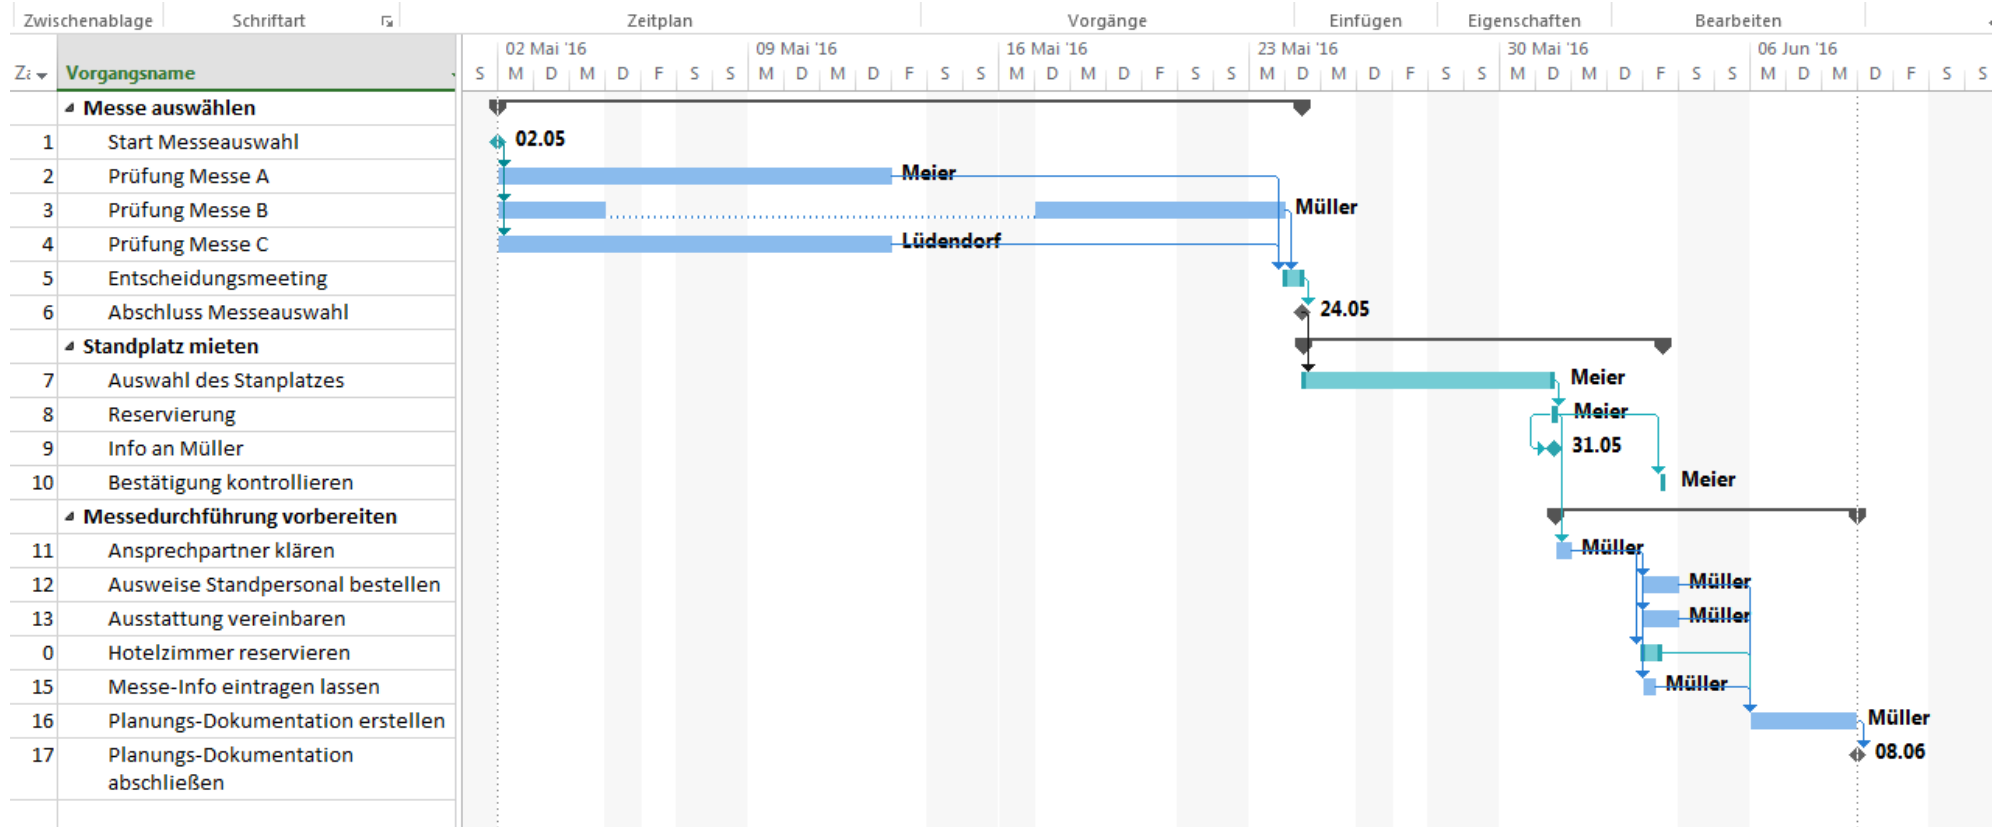 Zwischenablage Schriftart Zeitplan Vorgänge Einfügen Eigenschaften Bearbeiten
02 Mai '16 09 Mai '16 16 Mai '16 23 Mai '16 30 Mai '16 06 Jun '16
Vorgangsname S M D M D F S S M D M D F S S M D M D F S S M D M D F S S M D M D F S S M D M D F S S
Messe auswählen
1 Start Messeauswahl 02.05
2 Prüfung Messe A Meier
3 Prüfung Messe B Müller
4 Prüfung Messe C Lüdendorf
5 Entscheidungsmeeting
6 Abschluss Messeauswahl 24.05
Standplatz mieten
7 Auswahl des Stanplatzes Meier
8 Reservierung Meier
9 Info an Müller 31.05
10 Bestätigung kontrollieren Meier
Messedurchführung vorbereiten
11 Ansprechpartner klären Müller
12 Ausweise Standpersonal bestellen Müller
13 Ausstattung vereinbaren Müller
0 Hotelzimmer reservieren
15 Messe-Info eintragen lassen Müller
16 Planungs-Dokumentation erstellen Müller
17 Planungs-Dokumentation 08.06
abschließen